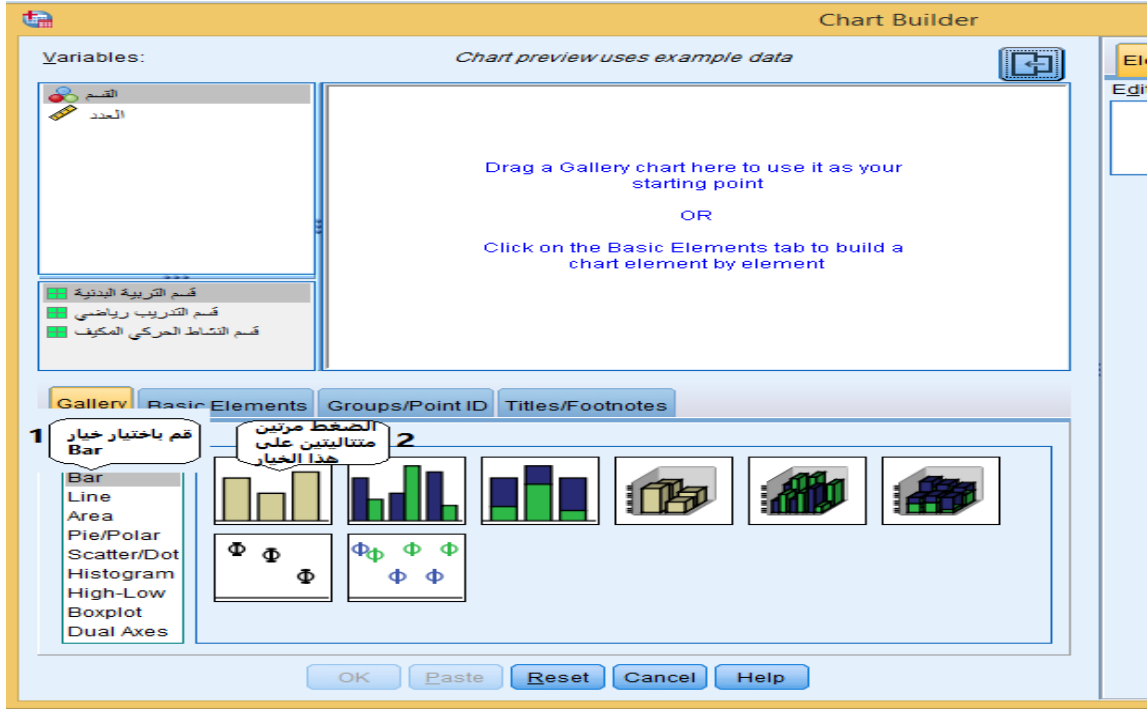 Chart Builder
Variables:
Chart preview uses example data
القسم
العدد
Drag a Gallery chart here to use it as your
starting point
OR
Click on the Basic Elements tab to build a
chart element by element
قسم التربية البدنية
قسم التدريب رياضي
قسم النشاط الحركي المكيف
Edit
Gallery
Basic Elements
Groups/Point ID
Titles/Footnotes
1
قم باختيار خيار
Bar
الضغط مرتين
متتاليتين على
هذا الخيار
2
Bar
Line
Area
Pie/Polar
Scatter/Dot
Histogram
High-Low
Boxplot
Dual Axes
OK
Paste
Reset
Cancel
Help